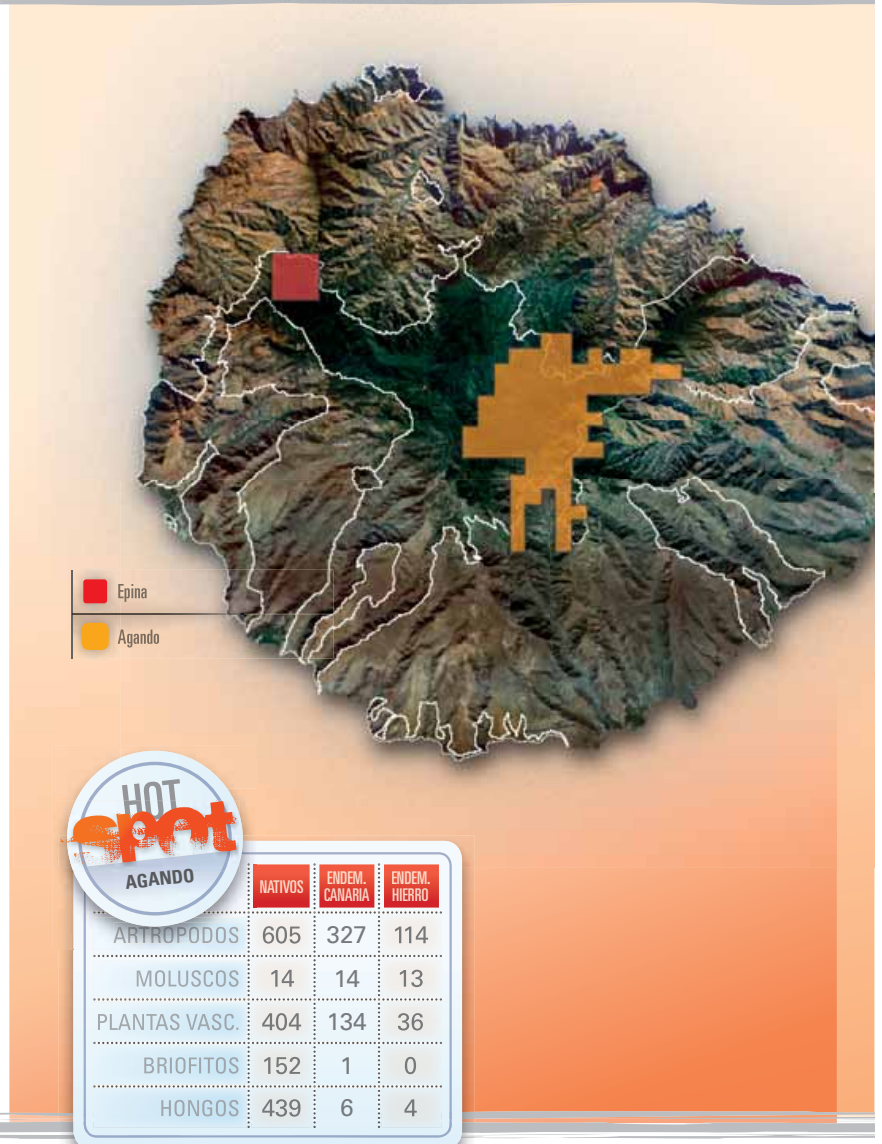 Epina
Agando
HOT
spot
AGANDO
NATIVOS ENDEM. CANARIA ENDEM. HIERRO
ARTROPODOS 605 327 114
MOLUSCOS 14 14 13
PLANTAS VASC. 404 134 36
BRIOFITOS 152 1 0
HONGOS 439 6 4